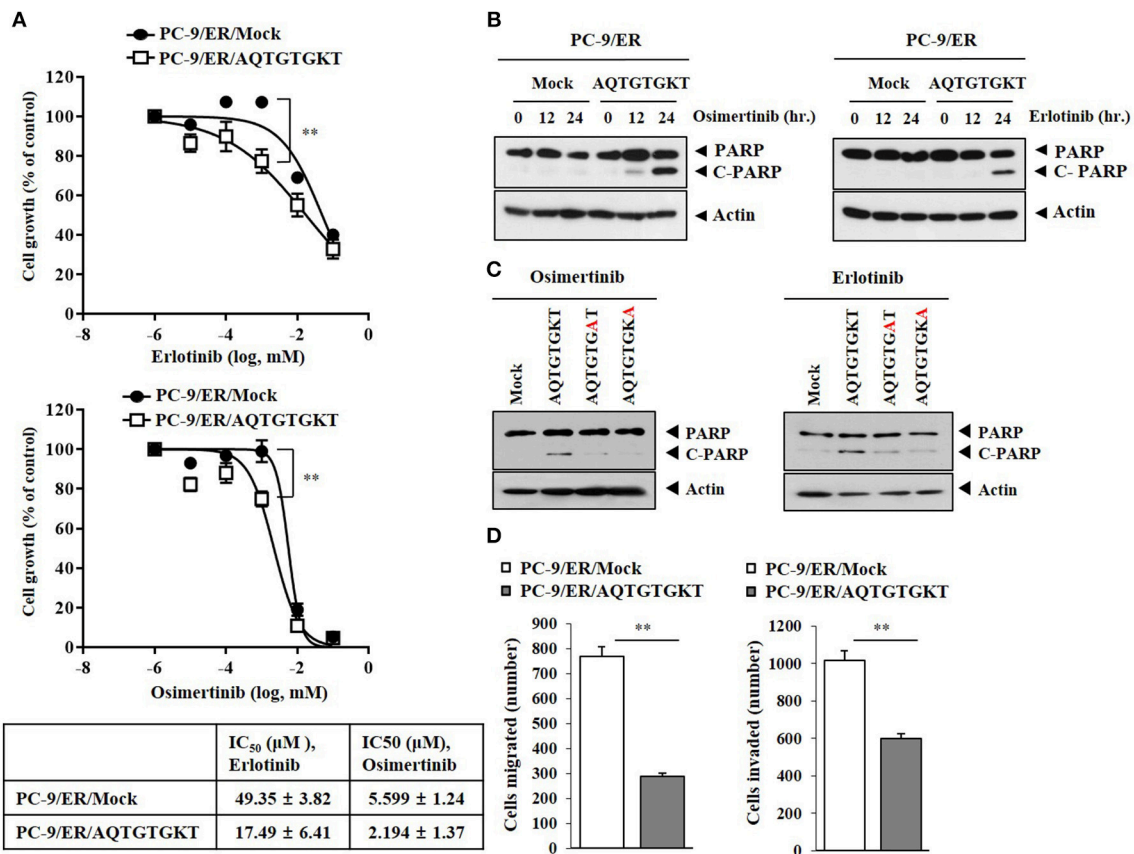 A
PC-9/ER/Mock
PC-9/ER/AQTGTGKT
120
100
80
60
40
20
0
**
Cell growth (% of control)
-8 -6 -4 -2 0
Erlotinib (log, mM)
PC-9/ER/Mock
PC-9/ER/AQTGTGKT
120
100
80
60
40
20
0
**
Cell growth (% of control)
-8 -6 -4 -2 0
Osimertinib (log, mM)
IC50 (μM ), Erlotinib
IC50 (μM), Osimertinib
PC-9/ER/Mock 49.35 ± 3.82 5.599 ± 1.24
PC-9/ER/AQTGTGKT 17.49 ± 6.41 2.194 ± 1.37
B
PC-9/ER
Mock AQTGTGKT
0 12 24 0 12 24 Osimertinib (hr.)
PARP
C-PARP
Actin
PC-9/ER
Mock AQTGTGKT
0 12 24 0 12 24 Erlotinib (hr.)
PARP
C- PARP
Actin
C
Osimertinib
Mock
AQTGTGKT
AQTGTGAT
AQTGTGKA
PARP
C-PARP
Actin
Erlotinib
Mock
AQTGTGKT
AQTGTGAT
AQTGTGKA
PARP
C-PARP
Actin
D
PC-9/ER/Mock
PC-9/ER/AQTGTGKT
900
800
700
600
500
400
300
200
100
0
**
Cells migrated (number)
PC-9/ER/Mock
PC-9/ER/AQTGTGKT
1200
1000
800
600
400
200
0
**
Cells invaded (number)